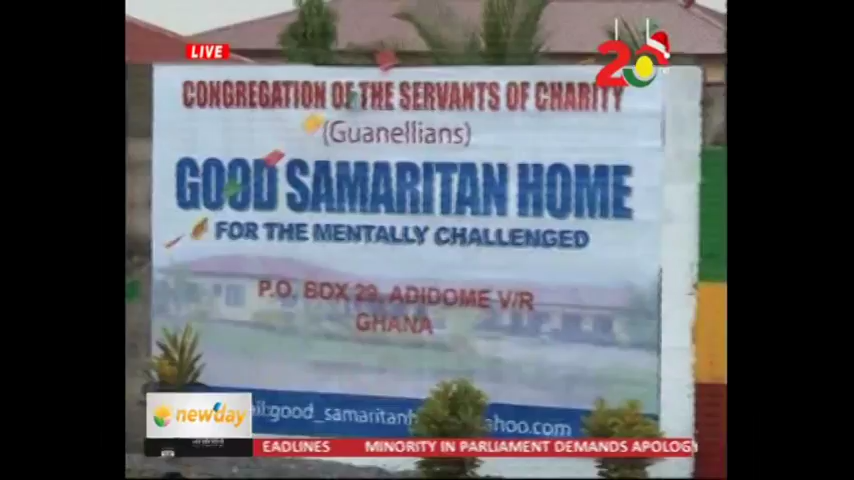 LIVE
20
CONGREGATION OF THE SERVANTS OF CHARITY
(Guanellians)
GOOD SAMARITAN HOME
FOR THE MENTALLY CHALLENGED
P.O. BOX 29, ADIDOME V/R
GHANA
ail:good_samaritanh ahoo.com
newday
EADLINES MINORITY IN PARLIAMENT DEMANDS APOLOG